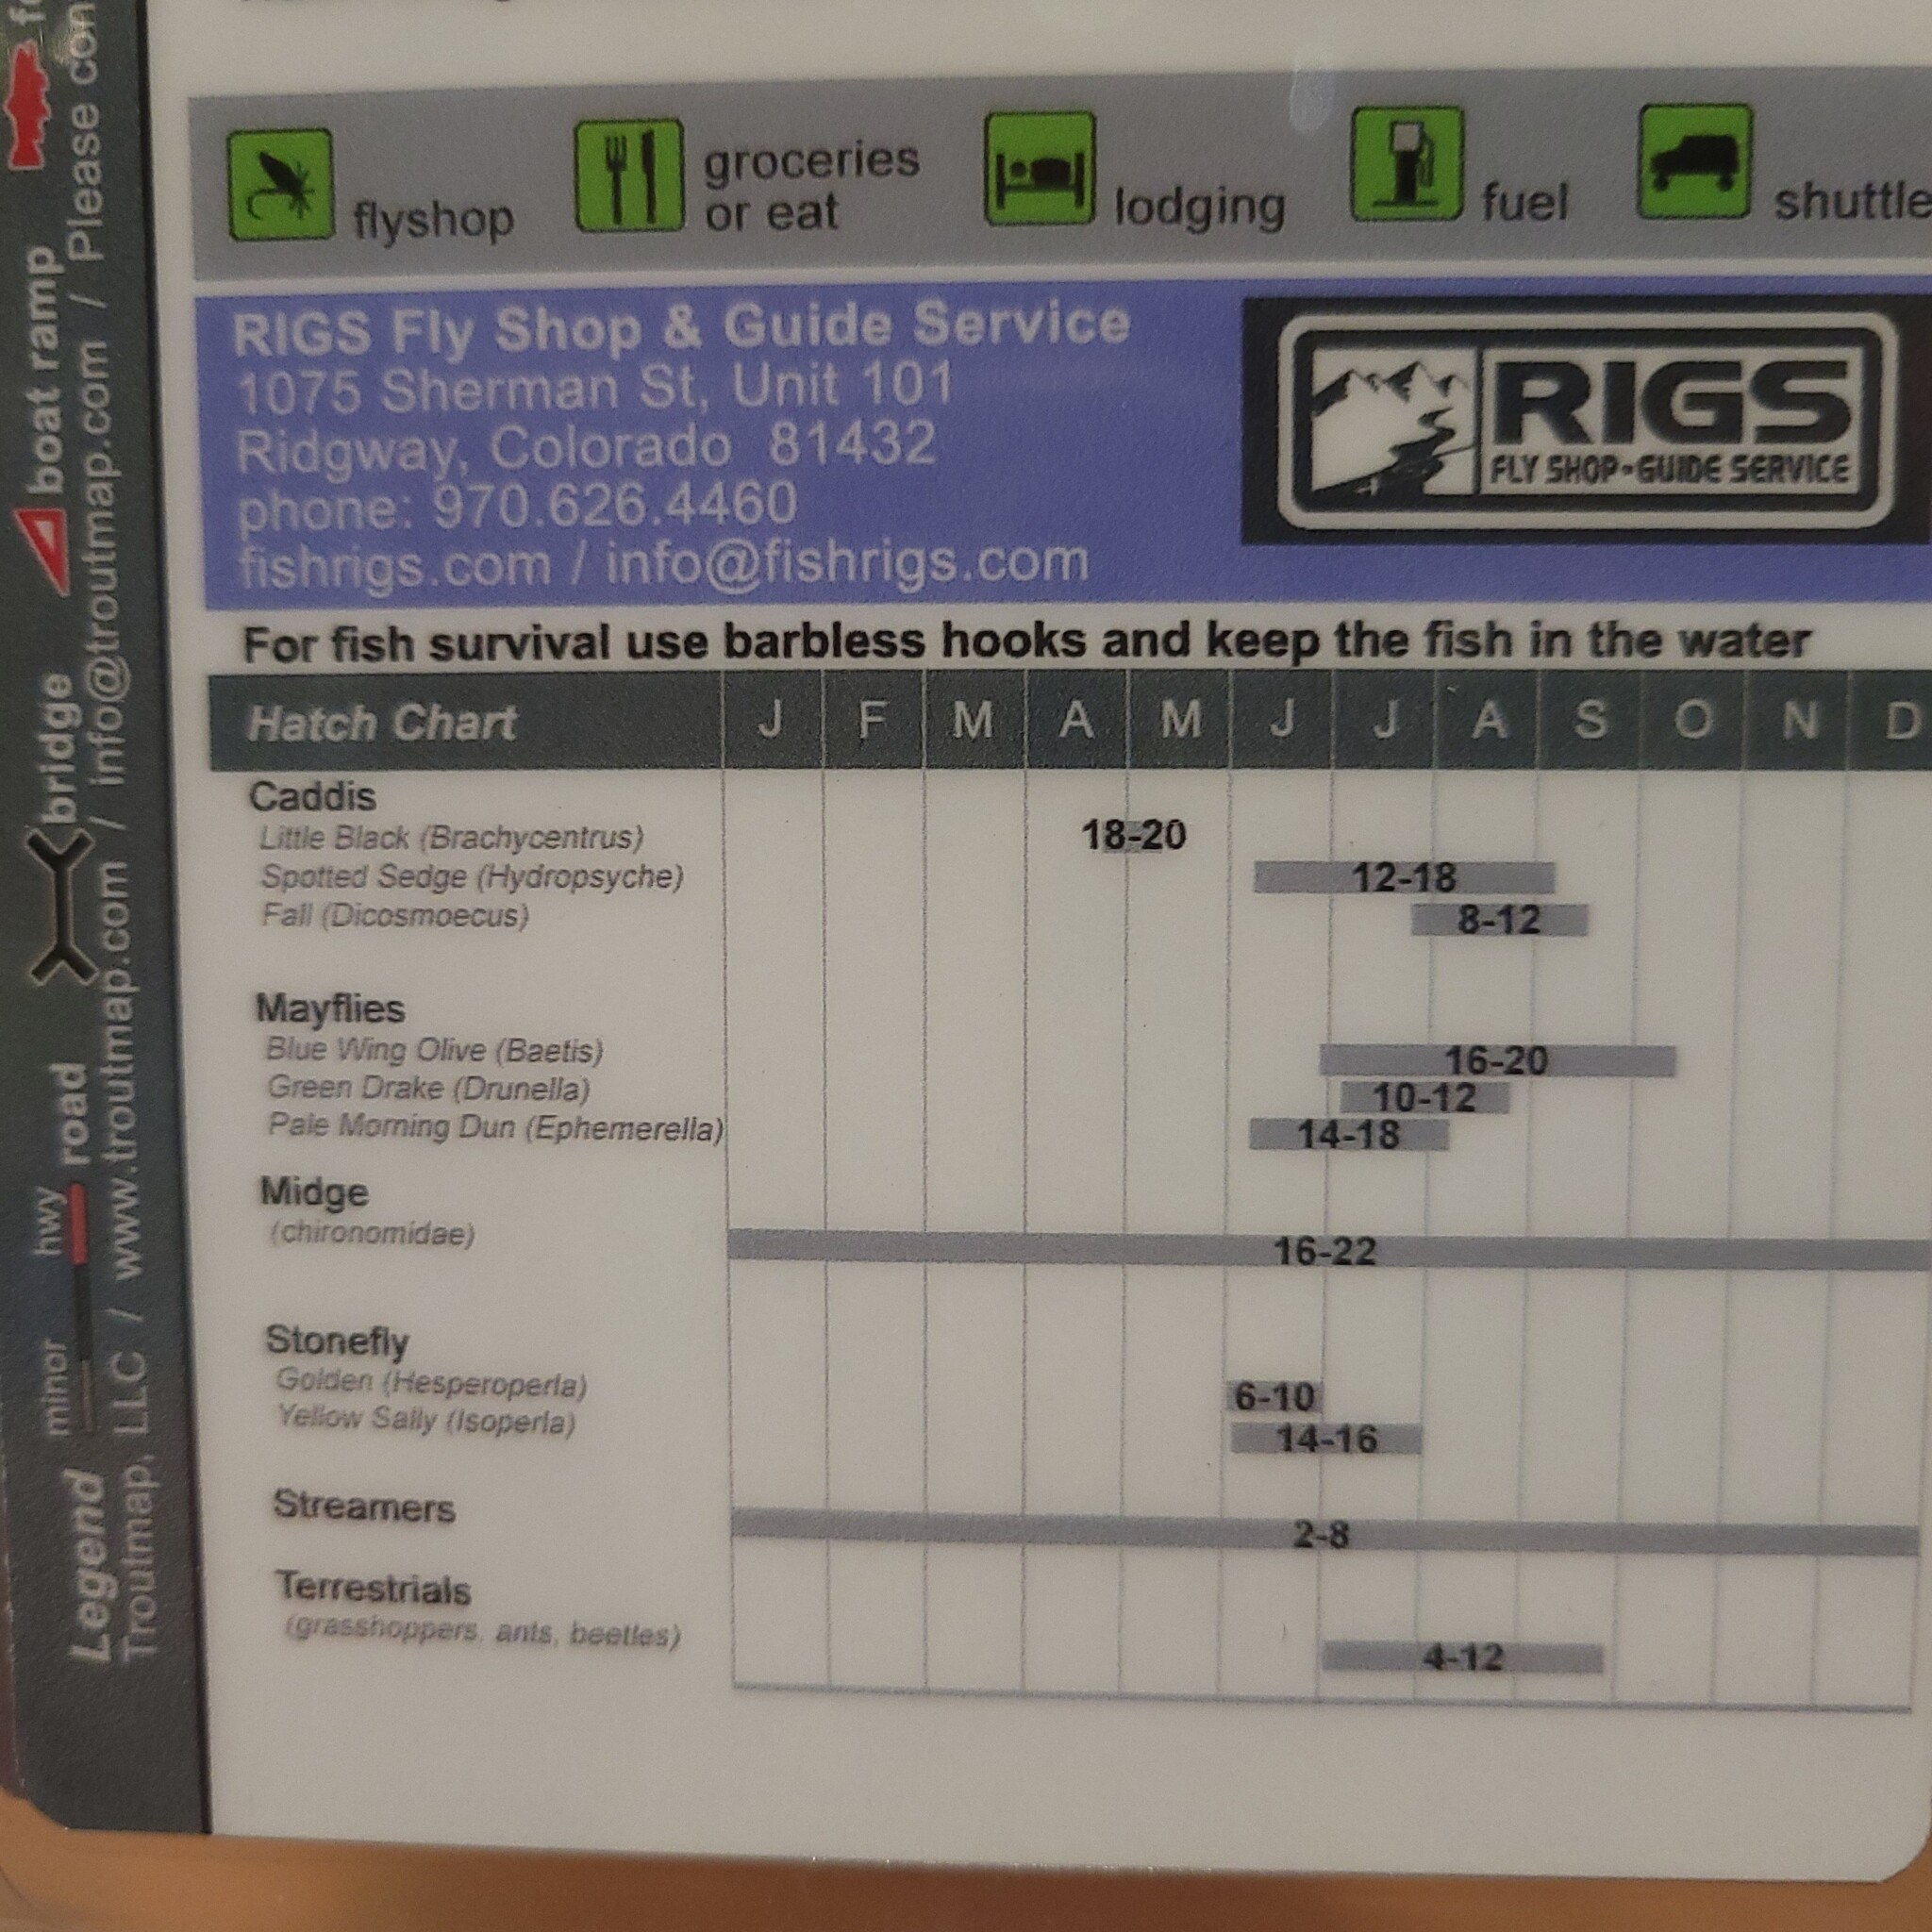 flyshop
groceries
or eat
lodging
fuel
shuttle
RIGS Fly Shop & Guide Service
1075 Sherman St, Unit 101
Ridgway, Colorado 81432
phone: 970.626.4460
fishrigs.com / info@fishrigs.com
RIGS
FLY SHOP-GUIDE SERVICE
For fish survival use barbless hooks and keep the fish in the water
Hatch Chart J F M A M J J A S O N D
Caddis
Little Black (Brachycentrus) 18-20
Spotted Sedge (Hydropsyche) 12-18
Fall (Dicosmoecus) 8-12
Mayflies
Blue Wing Olive (Baetis) 16-20
Green Drake (Drunella) 10-12
Pale Morning Dun (Ephemerella) 14-18
Midge
(chironomidae) 16-22
Stonefly
Golden (Hesperoperla) 6-10
Yellow Sally (Isoperla) 14-16
Streamers 2-8
Terrestrials
(grasshoppers, ants, beetles) 4-12
Legend minor hwy road bridge boat ramp
Troutmap, LLC / www.troutmap.com / info@troutmap.com / Please